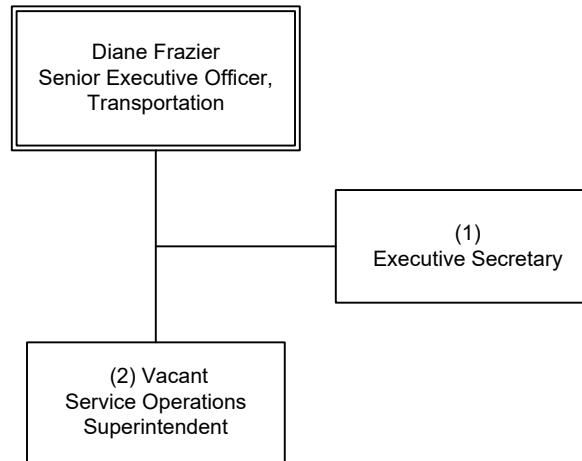 Diane Frazier
Senior Executive Officer,
Transportation
(1)
Executive Secretary
(2) Vacant
Service Operations
Superintendent